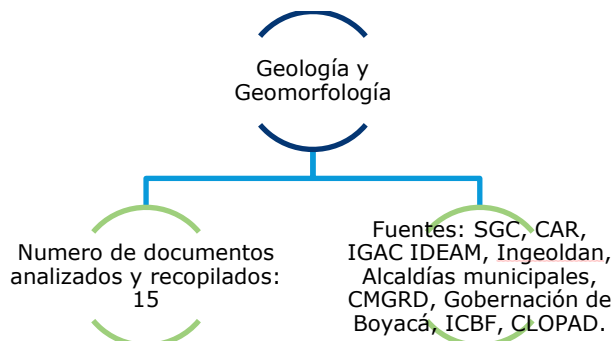 Geología y
Geomorfología
Numero de documentos
analizados y recopilados:
15
Fuentes: SGC, CAR,
IGAC IDEAM, Ingeoldan,
Alcaldías municipales,
CMGRD, Gobernación de
Boyacá, ICBF, CLOPAD.